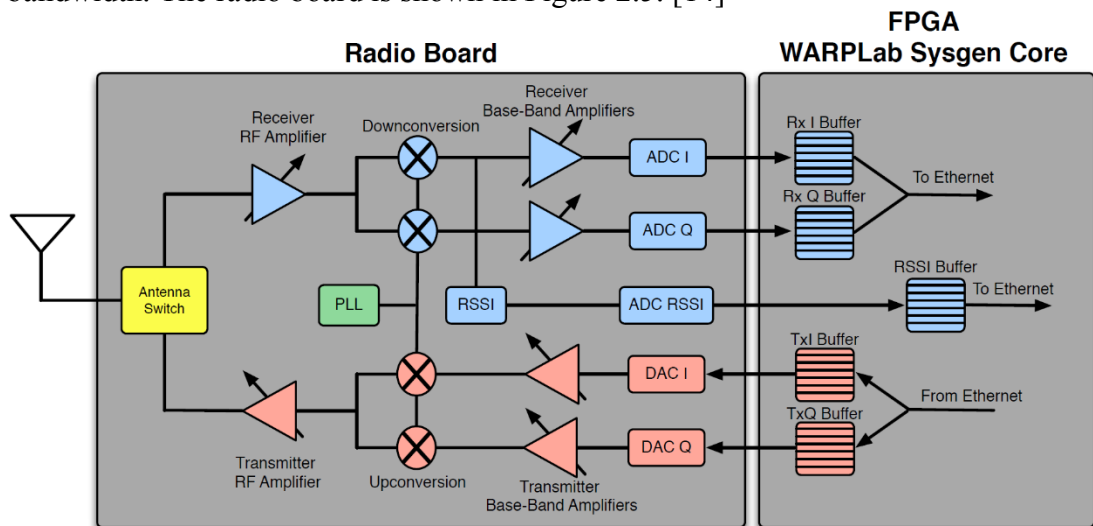 bandwidth. The radio board is shown in Figure 2.3. [14]
FPGA
WARPLab Sysgen Core
Radio Board
Receiver
RF Amplifier
Downconversion
Receiver
Base-Band Amplifiers
ADC I
Rx I Buffer
To Ethernet
Rx Q Buffer
ADC Q
RSSI Buffer
To Ethernet
Antenna
Switch
PLL
RSSI
ADC RSSI
TxI Buffer
DAC I
From Ethernet
TxQ Buffer
DAC Q
Transmitter
RF Amplifier
Upconversion
Transmitter
Base-Band Amplifiers